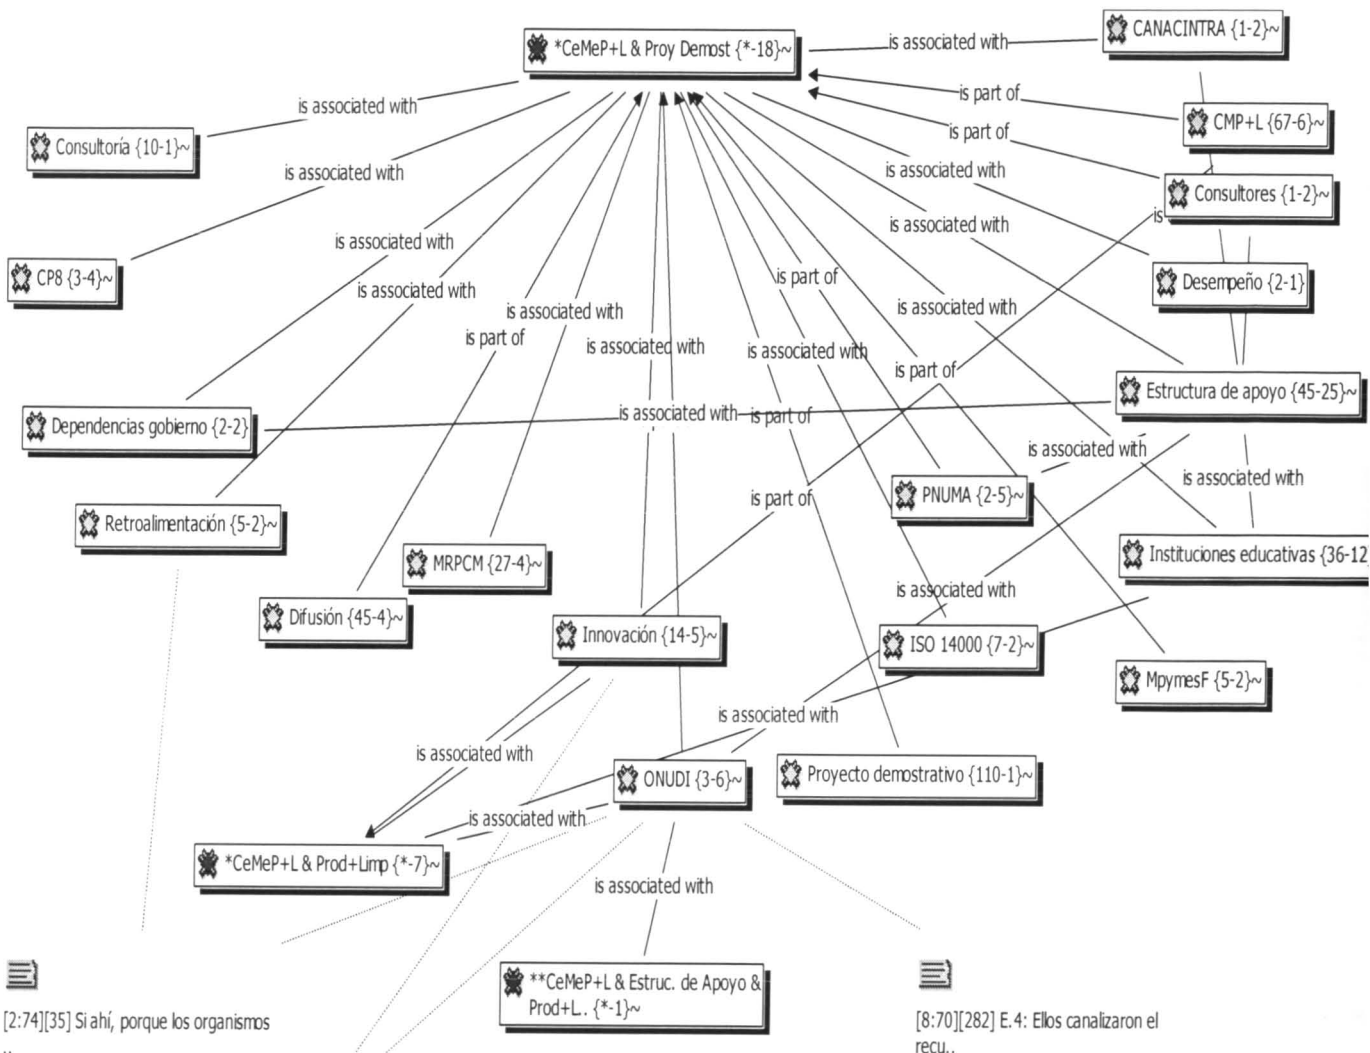 *CeMeP+L & Proy Demost {*-18}~
CANACINTRA {1-2}~
is associated with
is part of
CMP+L {67-6}~
is associated with
is part of
Consultoría {10-1}~
is associated with
is associated with
Consultores {1-2}~
is
is associated with
is associated with
CP8 {3-4}~
is part of
Desempeño {2-1}
is associated with
is associated with
is associated with
is part of
is associated with
is associated with
is part of
Estructura de apoyo {45-25}~
Dependencias gobierno {2-2}
is associated with
is part of
is associated with
is associated with
PNUMA {2-5}~
is part of
Retroalimentación {5-2}~
Instituciones educativas {36-12
MRPCM {27-4}~
is associated with
Difusión {45-4}~
Innovación {14-5}~
ISO 14000 {7-2}~
MpymesF {5-2}~
is associated with
is associated with
ONUDI {3-6}~
Proyecto demostrativo {110-1}~
is associated with
*CeMeP+L & Prod+Limp {*-7}~
is associated with
**CeMeP+L & Estruc. de Apoyo &
Prod+L.. {*-1}~
[2:74][35] Si ahí, porque los organismos
..
[8:70][282] E.4: Ellos canalizaron el
recu..